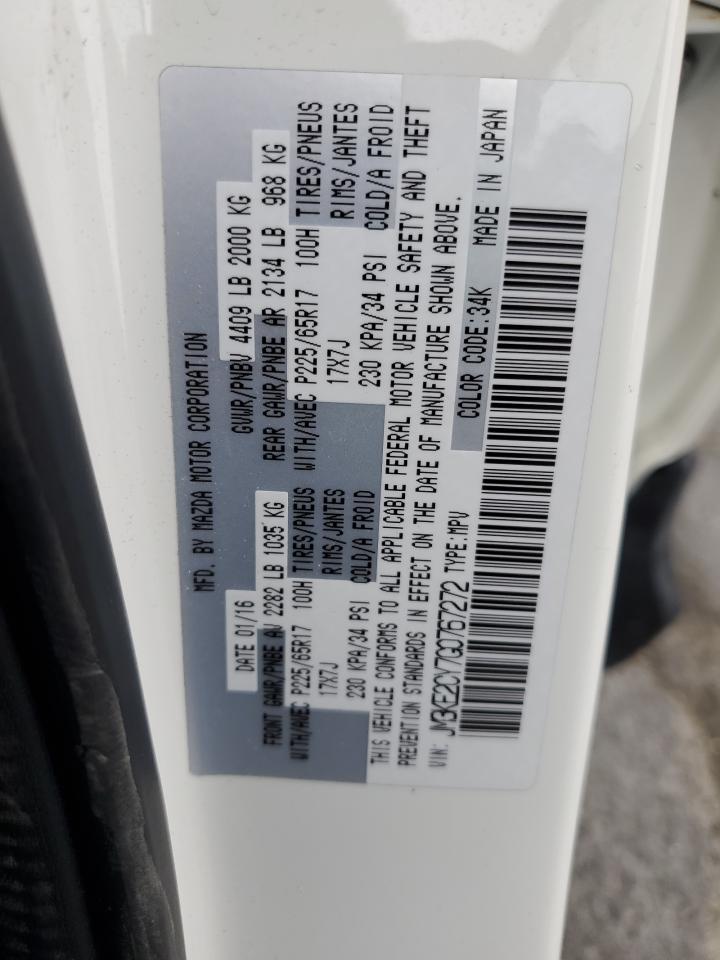 MFD. BY MAZDA MOTOR CORPORATION
DATE 01/16 GVWR/PNBV 4409 LB 2000 KG
FRONT GAWR/PNBE AV 2282 LB 1035 KG REAR GAWR/PNBE AR 2134 LB 968 KG
WITH/AVEC P225/65R17 100H TIRES/PNEUS WITH/AVEC P225/65R17 100H TIRES/PNEUS
17X7J RIMS/JANTES 17X7J RIMS/JANTES
230 KPA/34 PSI COLD/A FROID 230 KPA/34 PSI COLD/A FROID
THIS VEHICLE CONFORMS TO ALL APPLICABLE FEDERAL MOTOR VEHICLE SAFETY AND THEFT
PREVENTION STANDARDS IN EFFECT ON THE DATE OF MANUFACTURE SHOWN ABOVE.
VIN: JM3KE2CY7G0767272 TYPE:MPV COLOR CODE:34K MADE IN JAPAN